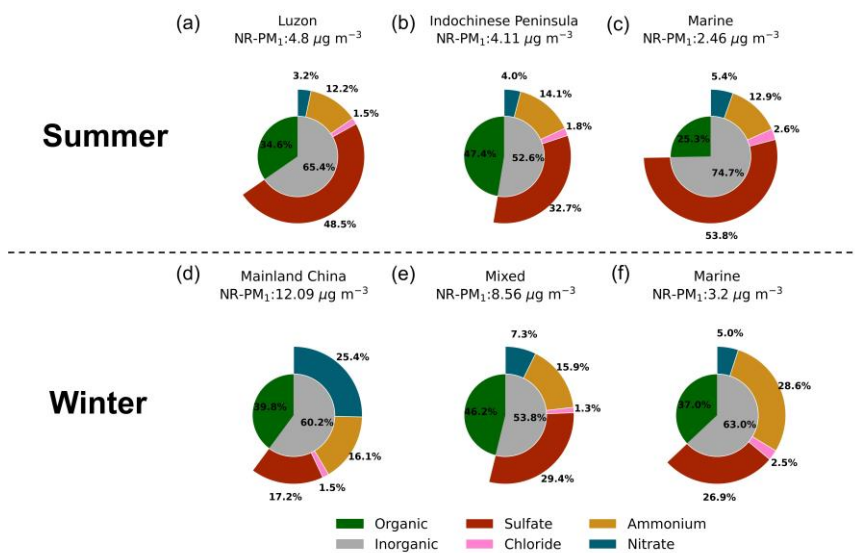 (a)
Luzon
NR-PM₁:4.8 μg m⁻³
3.2%
12.2%
1.5%
34.6%
65.4%
48.5%
(b)
Indochinese Peninsula
NR-PM₁:4.11 μg m⁻³
4.0%
14.1%
1.8%
47.4%
52.6%
32.7%
(c)
Marine
NR-PM₁:2.46 μg m⁻³
5.4%
12.9%
2.6%
25.3%
74.7%
53.8%
Summer
(d)
Mainland China
NR-PM₁:12.09 μg m⁻³
25.4%
39.8%
60.2%
16.1%
1.5%
17.2%
(e)
Mixed
NR-PM₁:8.56 μg m⁻³
7.3%
15.9%
1.3%
46.2%
53.8%
29.4%
(f)
Marine
NR-PM₁:3.2 μg m⁻³
5.0%
28.6%
37.0%
63.0%
2.5%
26.9%
Winter
Organic
Sulfate
Ammonium
Inorganic
Chloride
Nitrate